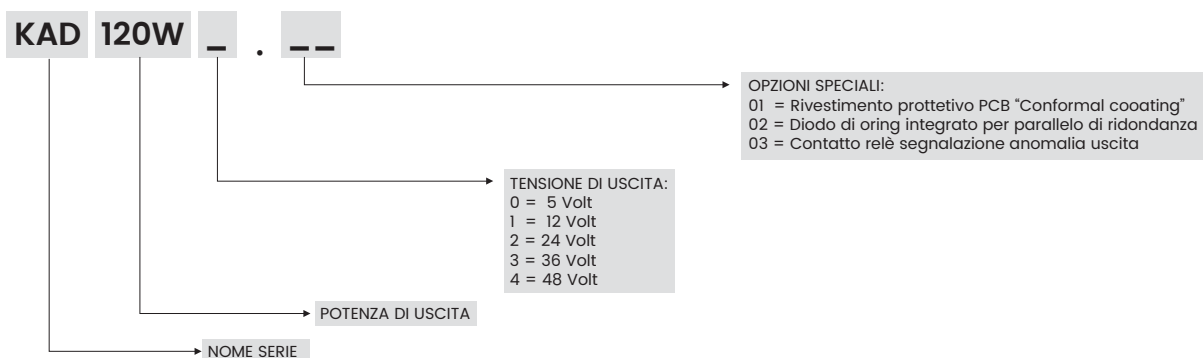 KAD 120W _ . _ _
OPZIONI SPECIALI:
01 = Rivestimento prottetivo PCB “Conformal cooating”
02 = Diodo di oring integrato per parallelo di ridondanza
03 = Contatto relè segnalazione anomalia uscita
TENSIONE DI USCITA:
0 = 5 Volt
1 = 12 Volt
2 = 24 Volt
3 = 36 Volt
4 = 48 Volt
POTENZA DI USCITA
NOME SERIE